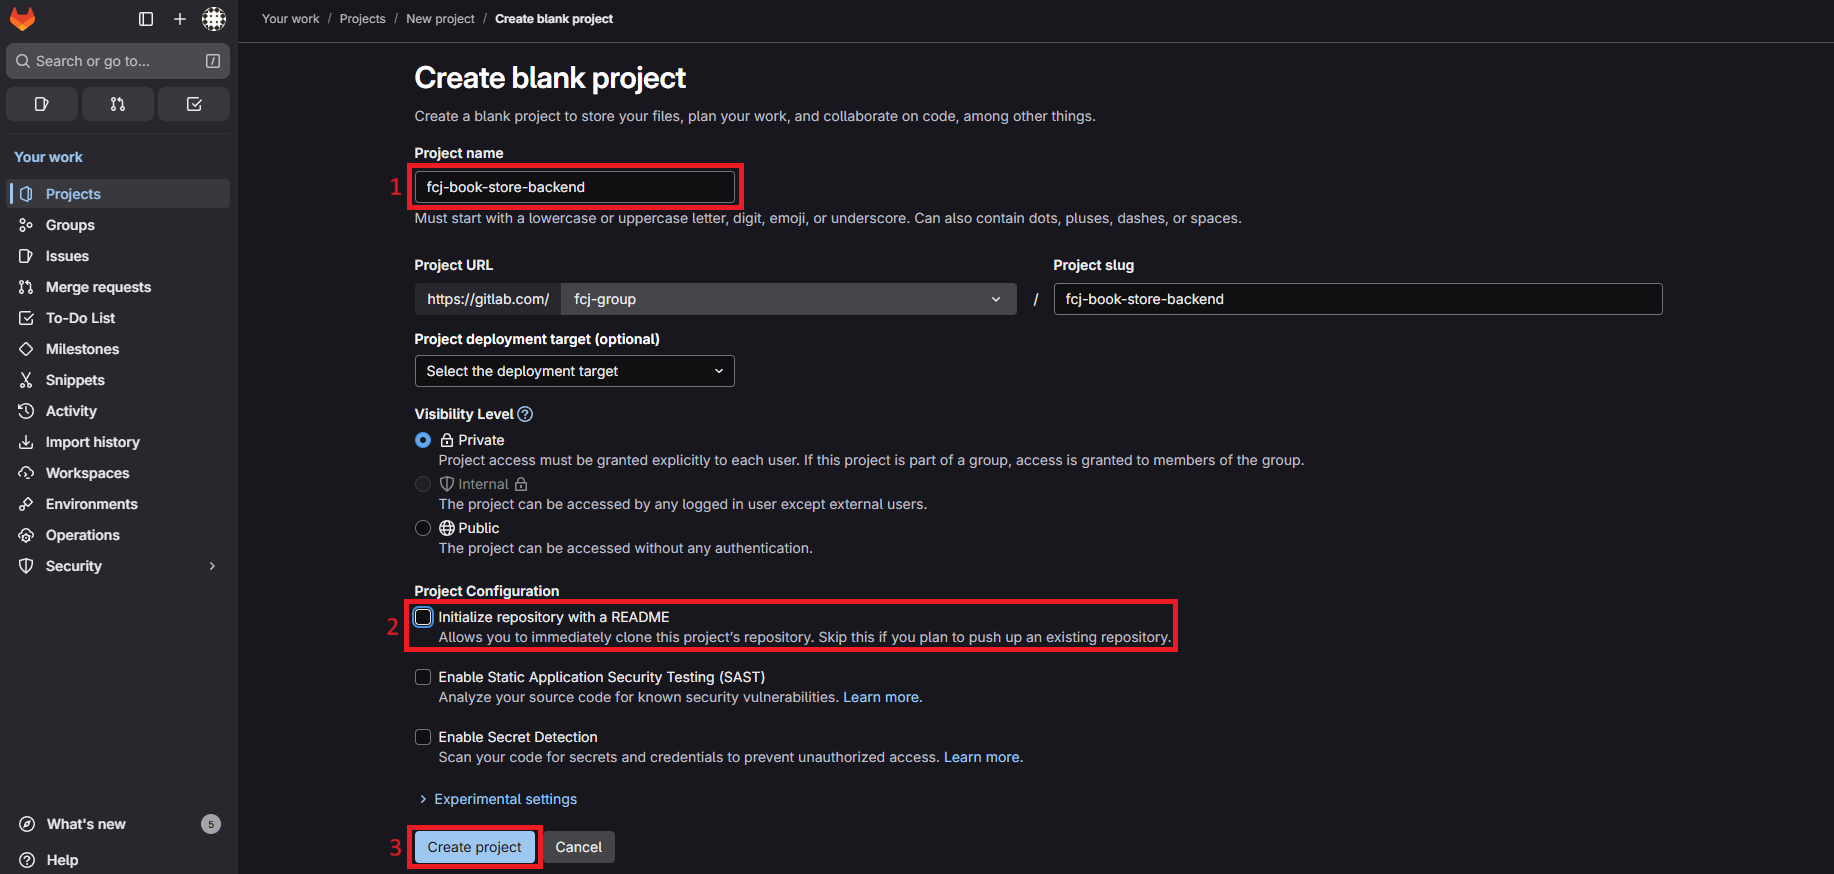 Your work / Projects / New project / Create blank project
Search or go to...
/
Your work
Projects
Groups
Issues
Merge requests
To-Do List
Milestones
Snippets
Activity
Import history
Workspaces
Environments
Operations
Security
What's new
5
Help
Create blank project
Create a blank project to store your files, plan your work, and collaborate on code, among other things.
Project name
1
fcj-book-store-backend
Must start with a lowercase or uppercase letter, digit, emoji, or underscore. Can also contain dots, pluses, dashes, or spaces.
Project URL
Project slug
https://gitlab.com/ fcj-group / fcj-book-store-backend
Project deployment target (optional)
Select the deployment target
Visibility Level ?
Private
Project access must be granted explicitly to each user. If this project is part of a group, access is granted to members of the group.
Internal
The project can be accessed by any logged in user except external users.
Public
The project can be accessed without any authentication.
Project Configuration
2
Initialize repository with a README
Allows you to immediately clone this project's repository. Skip this if you plan to push up an existing repository.
Enable Static Application Security Testing (SAST)
Analyze your source code for known security vulnerabilities. Learn more.
Enable Secret Detection
Scan your code for secrets and credentials to prevent unauthorized access. Learn more.
Experimental settings
3
Create project
Cancel